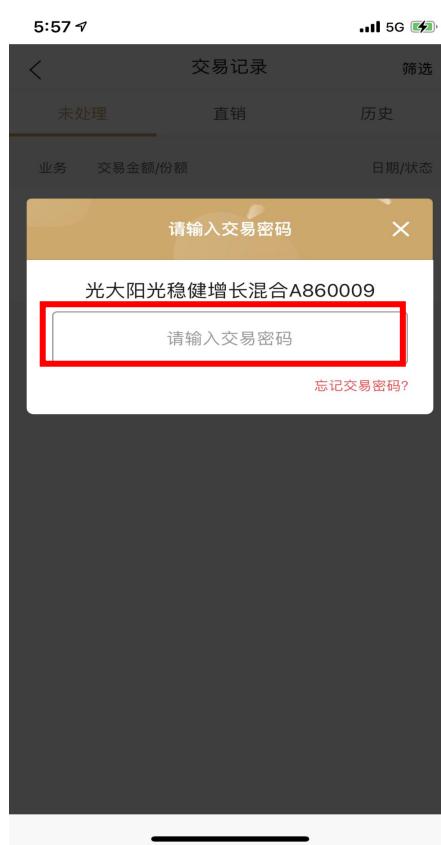 5:57
5G
交易记录
筛选
未处理
直销
历史
业务
交易金额/份额
日期/状态
请输入交易密码
光大阳光稳健增长混合A860009
请输入交易密码
忘记交易密码?